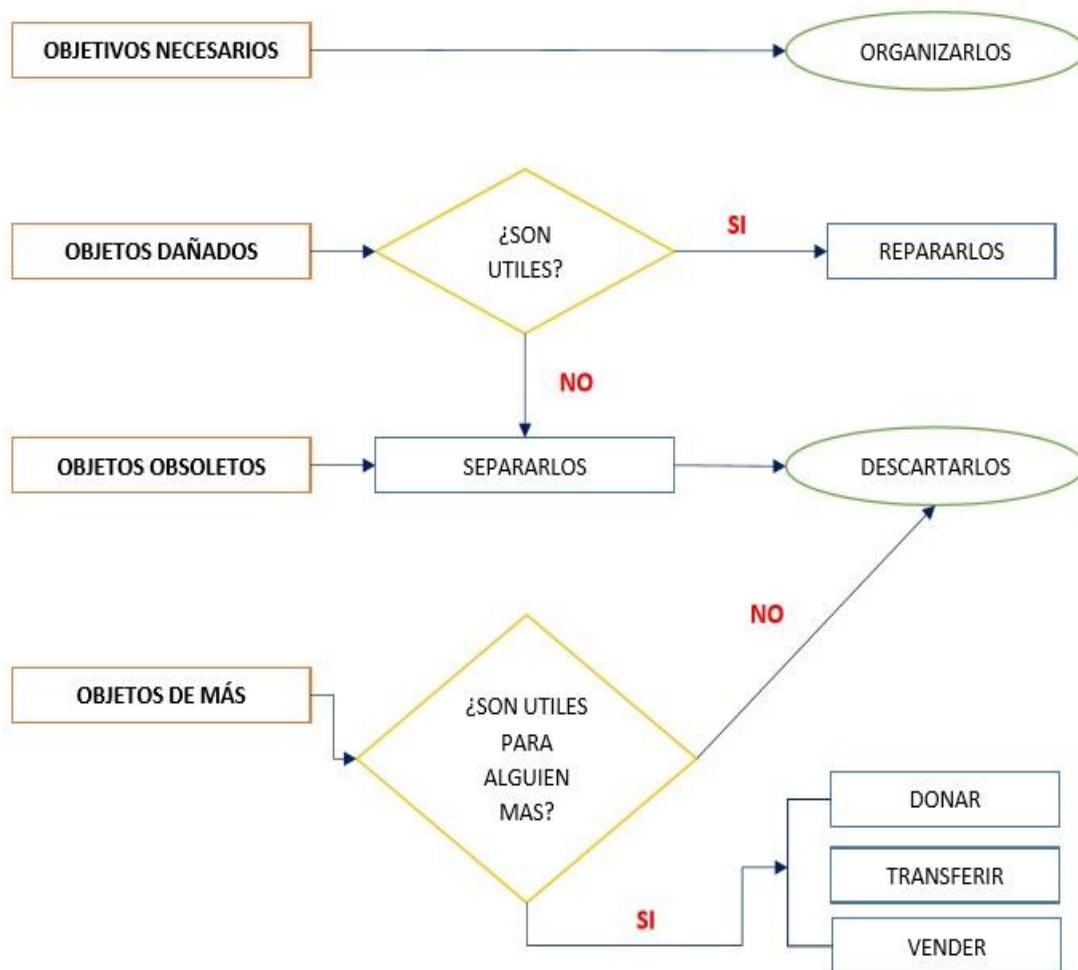 OBJETIVOS NECESARIOS
ORGANIZARLOS
OBJETOS DAÑADOS
¿SON
UTILES?
SI
REPARARLOS
NO
OBJETOS OBSOLETOS
SEPARARLOS
DESCARTARLOS
NO
OBJETOS DE MÁS
¿SON UTILES
PARA
ALGUIEN
MAS?
SI
DONAR
TRANSFERIR
VENDER